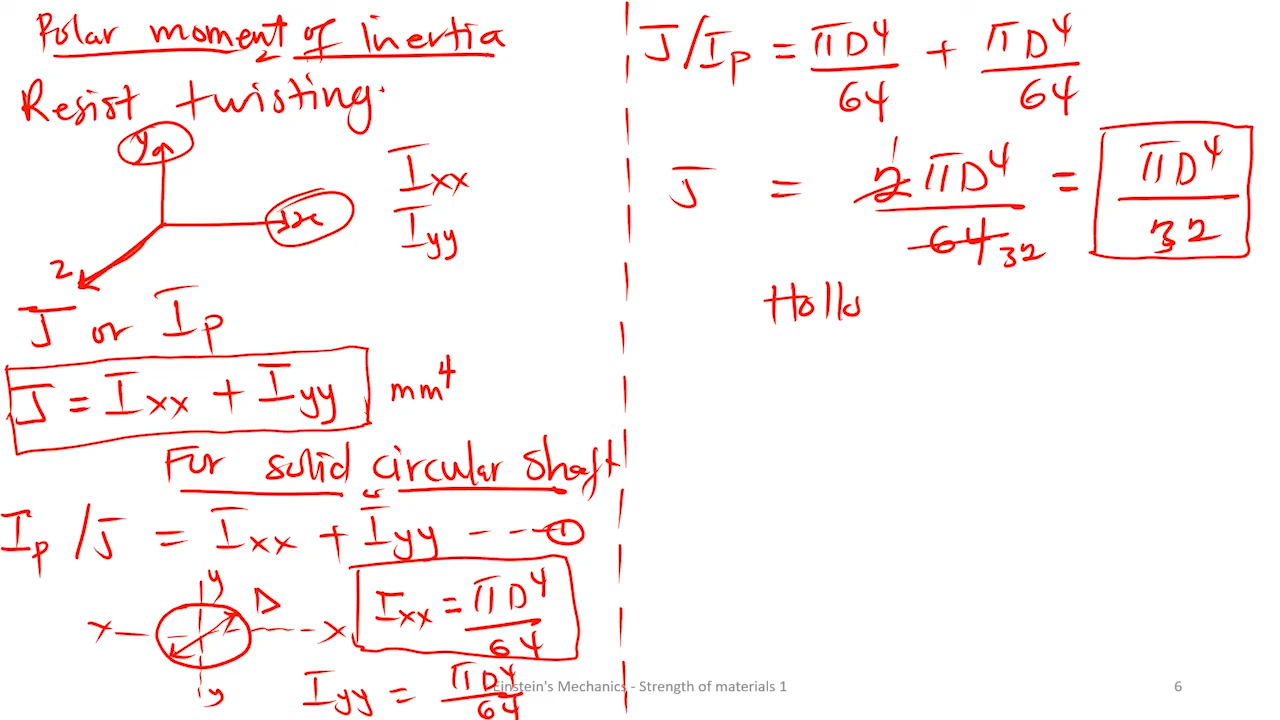 Polar moment of inertia
Resist twisting.
y
x
z
Ixx
Iyy
J or Ip
J = Ixx + Iyy mm⁴
For solid circular shaft
Ip /J = Ixx + Iyy ---- ①
y
D
x x
y
Ixx = πD⁴/64
Iyy = πD⁴/64
J/Ip = πD⁴/64 + πD⁴/64
J = 2πD⁴/64 = πD⁴/32
1
32
Hollo
Einstein's Mechanics - Strength of materials 1
6